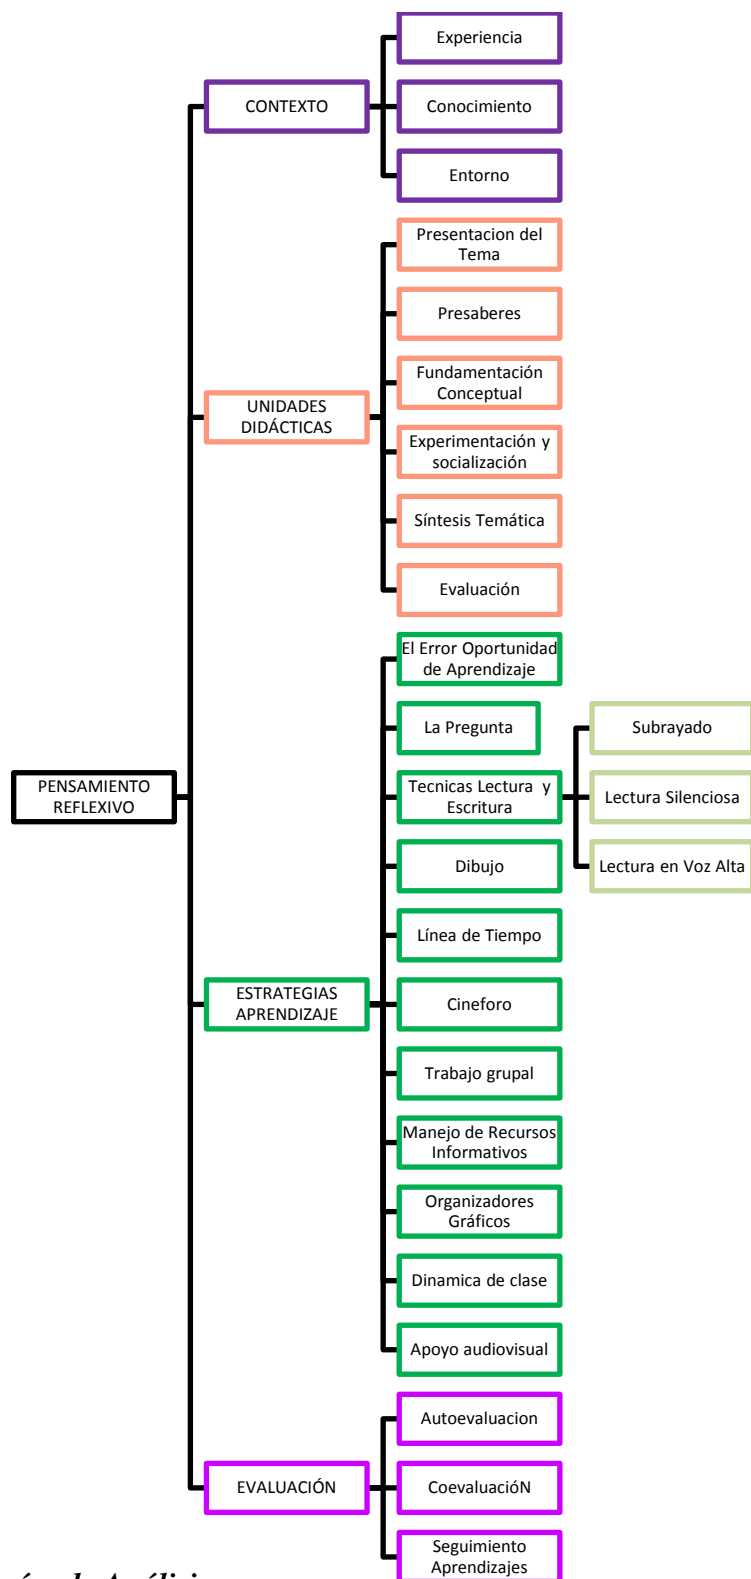 Experiencia
CONTEXTO
Conocimiento
Entorno
Presentacion del
Tema
Presaberes
Fundamentación
Conceptual
UNIDADES
DIDÁCTICAS
Experimentación y
socialización
Síntesis Temática
Evaluación
El Error Oportunidad
de Aprendizaje
La Pregunta
Subrayado
PENSAMIENTO
REFLEXIVO
Tecnicas Lectura y
Escritura
Lectura Silenciosa
Dibujo
Lectura en Voz Alta
Línea de Tiempo
ESTRATEGIAS
APRENDIZAJE
Cineforo
Trabajo grupal
Manejo de Recursos
Informativos
Organizadores
Gráficos
Dinamica de clase
Apoyo audiovisual
Autoevaluacion
EVALUACIÓN
CoevaluacióN
Seguimiento
Aprendizajes
de Análisis